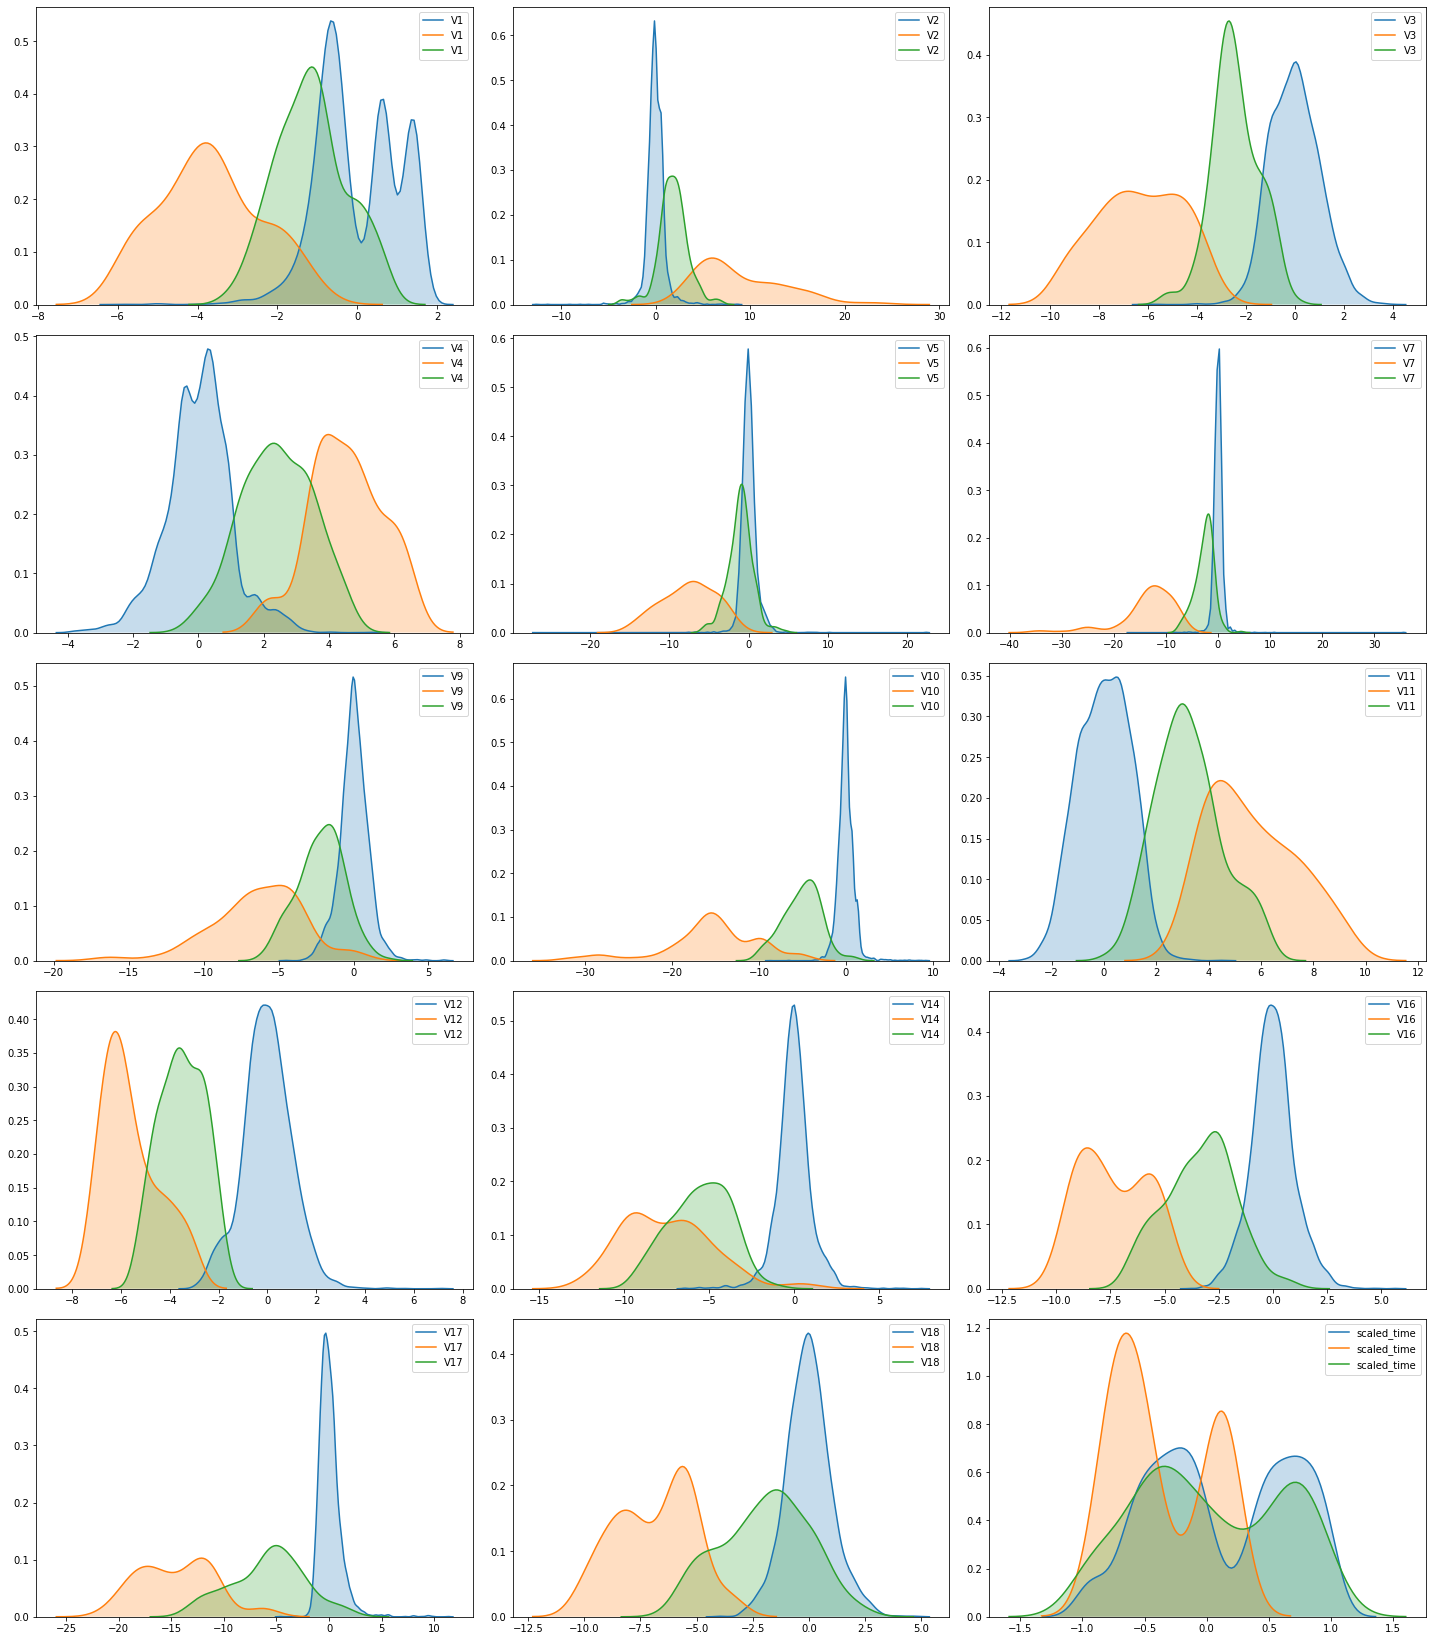 V1
V1
V1
0.5
0.4
0.3
0.2
0.1
0.0
−8 −6 −4 −2 0 2
V2
V2
V2
0.6
0.5
0.4
0.3
0.2
0.1
0.0
−10 0 10 20 30
V3
V3
V3
0.4
0.3
0.2
0.1
0.0
−12 −10 −8 −6 −4 −2 0 2 4
V4
V4
V4
0.5
0.4
0.3
0.2
0.1
0.0
−4 −2 0 2 4 6 8
V5
V5
V5
0.6
0.5
0.4
0.3
0.2
0.1
0.0
−20 −10 0 10 20
V7
V7
V7
0.6
0.5
0.4
0.3
0.2
0.1
0.0
−40 −30 −20 −10 0 10 20 30
V9
V9
V9
0.5
0.4
0.3
0.2
0.1
0.0
−20 −15 −10 −5 0 5
V10
V10
V10
0.6
0.5
0.4
0.3
0.2
0.1
0.0
−30 −20 −10 0 10
V11
V11
V11
0.35
0.30
0.25
0.20
0.15
0.10
0.05
0.00
−4 −2 0 2 4 6 8 10 12
V12
V12
V12
0.40
0.35
0.30
0.25
0.20
0.15
0.10
0.05
0.00
−8 −6 −4 −2 0 2 4 6 8
V14
V14
V14
0.5
0.4
0.3
0.2
0.1
0.0
−15 −10 −5 0 5
V16
V16
V16
0.4
0.3
0.2
0.1
0.0
−12.5 −10.0 −7.5 −5.0 −2.5 0.0 2.5 5.0
V17
V17
V17
0.5
0.4
0.3
0.2
0.1
0.0
−25 −20 −15 −10 −5 0 5 10
V18
V18
V18
0.4
0.3
0.2
0.1
0.0
−12.5 −10.0 −7.5 −5.0 −2.5 0.0 2.5 5.0
scaled_time
scaled_time
scaled_time
1.2
1.0
0.8
0.6
0.4
0.2
0.0
−1.5 −1.0 −0.5 0.0 0.5 1.0 1.5